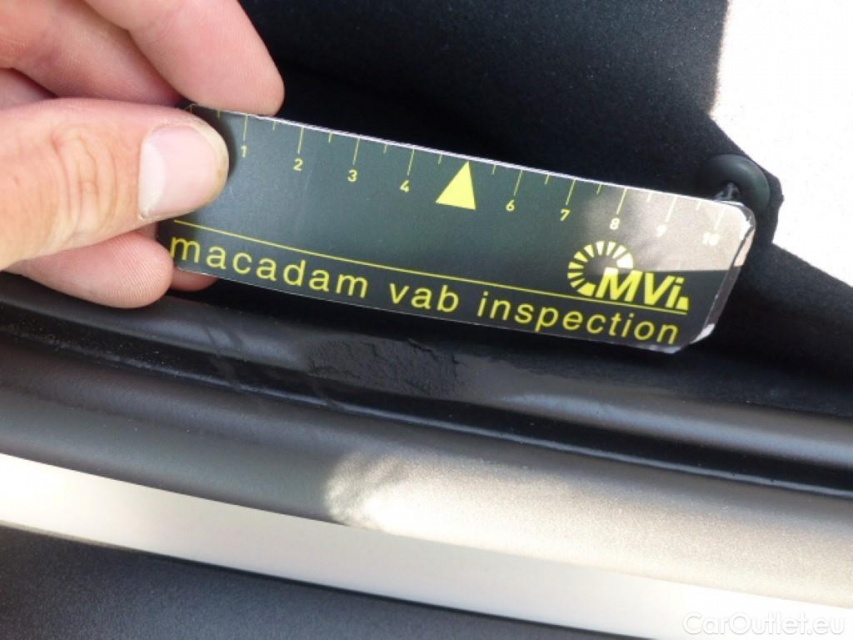 1 2 3 4 6 7 8 9 10
MVi.
macadam vab inspection
CarOutlet.eu